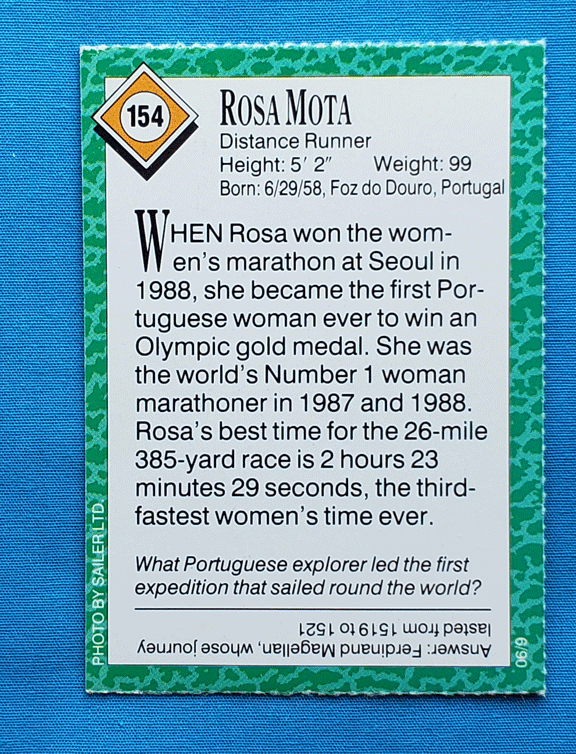 154
ROSA MOTA
Distance Runner
Height: 5' 2" Weight: 99
Born: 6/29/58, Foz do Douro, Portugal
WHEN Rosa won the wom-
en's marathon at Seoul in
1988, she became the first Por-
tuguese woman ever to win an
Olympic gold medal. She was
the world's Number 1 woman
marathoner in 1987 and 1988.
Rosa's best time for the 26-mile
385-yard race is 2 hours 23
minutes 29 seconds, the third-
fastest women's time ever.
What Portuguese explorer led the first
expedition that sailed round the world?
Answer: Ferdinand Magellan, whose journey
lasted from 1519 to 1521
PHOTO BY SAILER LTD.
06/9